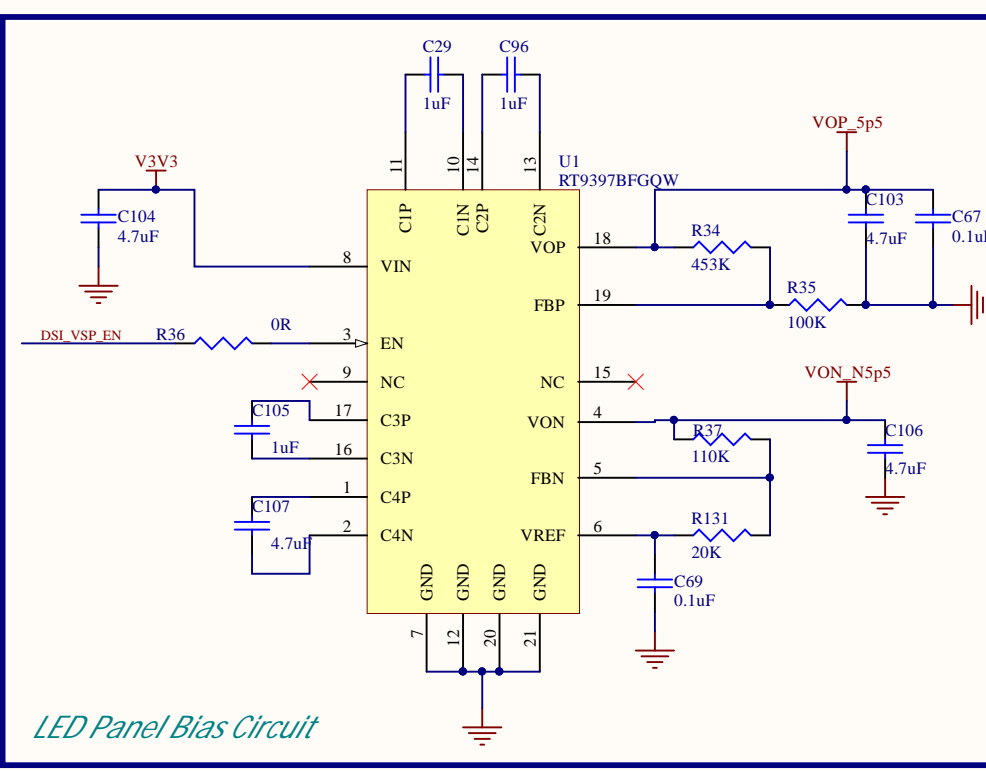 C29
1uF
C96
1uF
VOP_5p5
V3V3
11
10
14
13
U1
RT9397BFGQW
C104
4.7uF
C1P
C1N
C2P
C2N
C103
4.7uF
C67
0.1uF
8
VIN
VOP
18
R34
453K
FBP
19
R35
100K
DSI_VSP_EN
R36
0R
3
EN
9
NC
NC
15
VON_N5p5
C105
1uF
17
C3P
VON
4
R37
110K
C106
4.7uF
16
C3N
FBN
5
C107
4.7uF
1
C4P
2
C4N
VREF
6
R131
20K
C69
0.1uF
GND
GND
GND
GND
7
12
20
21
LED Panel Bias Circuit